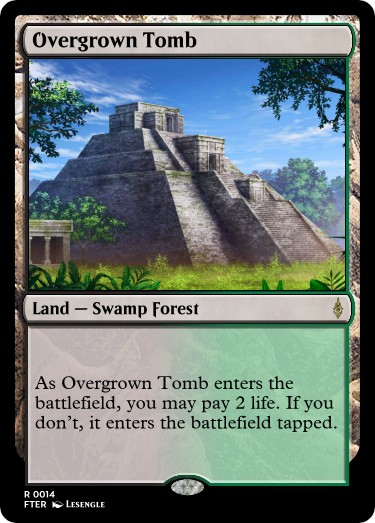 Overgrown Tomb
Land — Swamp Forest
As Overgrown Tomb enters the
battlefield, you may pay 2 life. If you
don't, it enters the battlefield tapped.
R 0014
FTER Lesengle